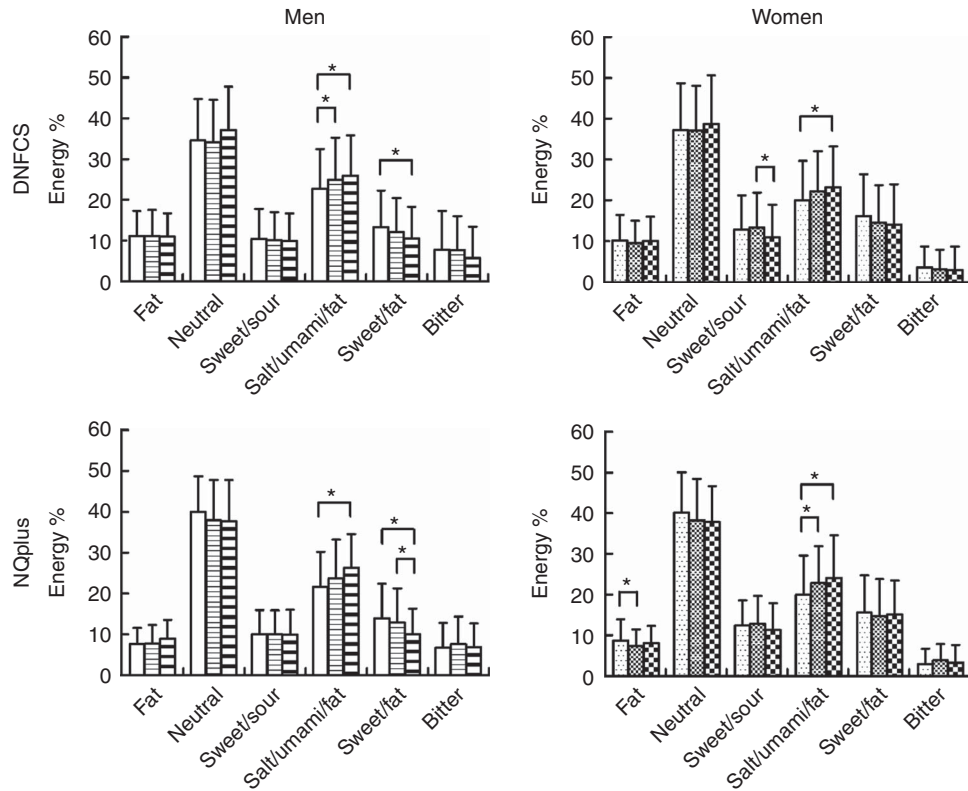 Men
Women
DNFCS
Energy %
60
50
40
30
20
10
0
*
*
*
Fat
Neutral
Sweet/sour
Salt/umami/fat
Sweet/fat
Bitter
Energy %
60
50
40
30
20
10
0
*
*
Fat
Neutral
Sweet/sour
Salt/umami/fat
Sweet/fat
Bitter
NQplus
Energy %
60
50
40
30
20
10
0
*
*
*
Fat
Neutral
Sweet/sour
Salt/umami/fat
Sweet/fat
Bitter
Energy %
60
50
40
30
20
10
0
*
*
*
Fat
Neutral
Sweet/sour
Salt/umami/fat
Sweet/fat
Bitter